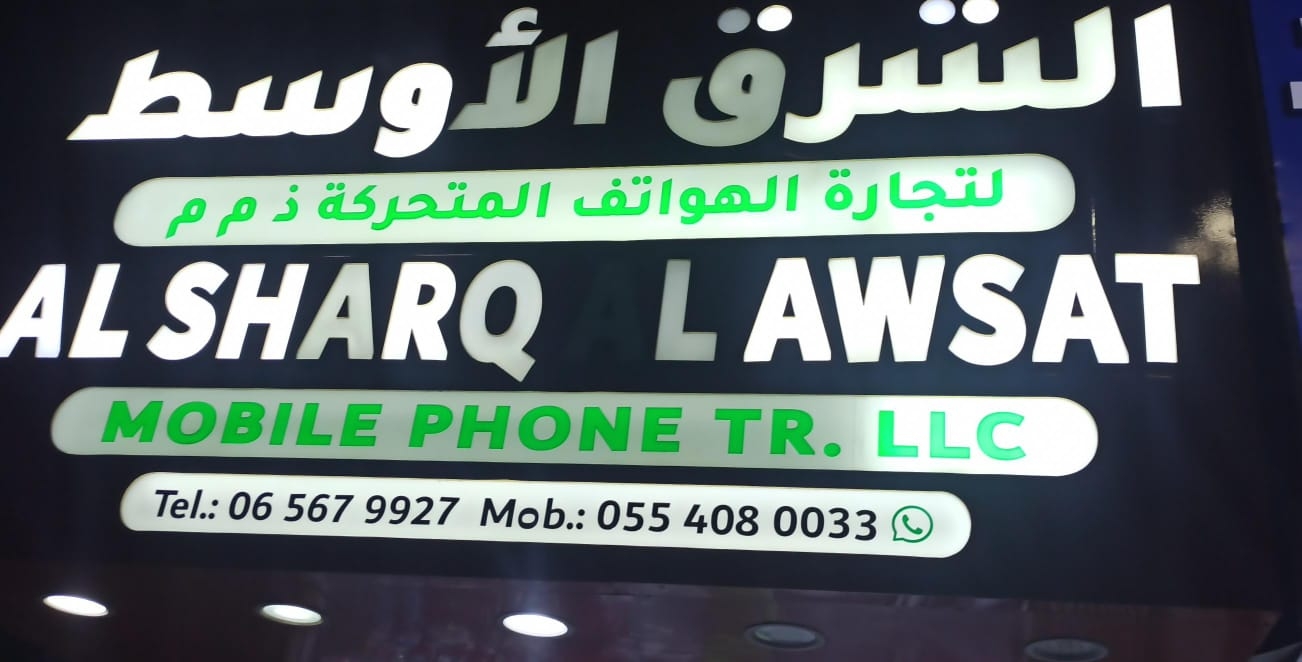 الشرق الأوسط
لتجارة الهواتف المتحركة ذ م م
AL SHARQ AL AWSAT
MOBILE PHONE TR. LLC
Tel.: 06 567 9927 Mob.: 055 408 0033